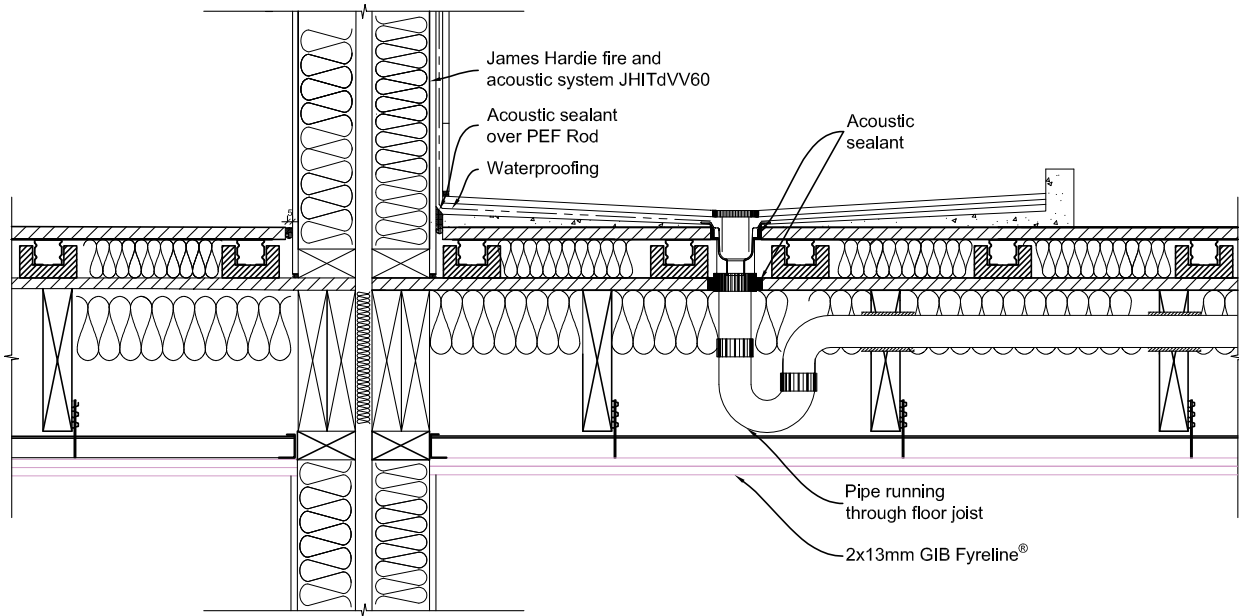 James Hardie fire and
acoustic system JHITdVV60
Acoustic sealant
over PEF Rod
Waterproofing
Acoustic
sealant
5
Pipe running
through floor joist
2x13mm GIB Fyreline®